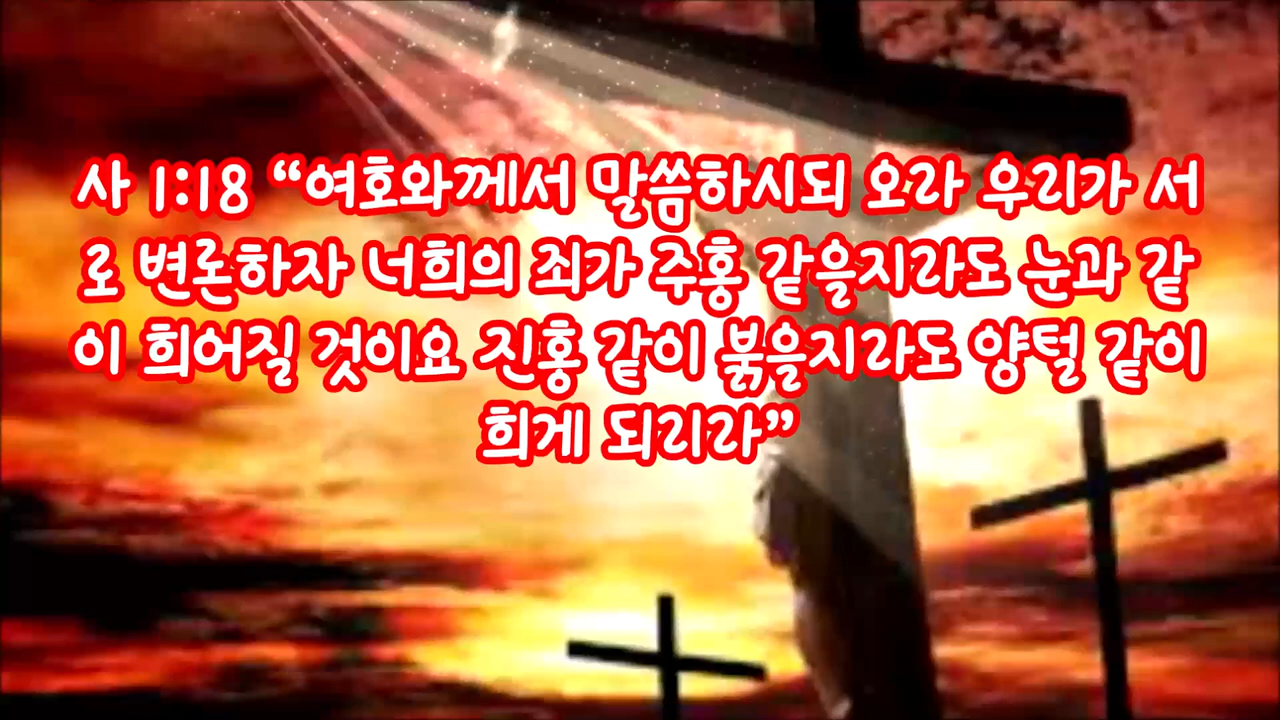 사 1:18 “여호와께서 말씀하시되 오라 우리가 서
로 변론하자 너희의 죄가 주홍 같을지라도 눈과 같
이 희어질 것이요 진홍 같이 붉을지라도 양털 같이
희게 되리라”